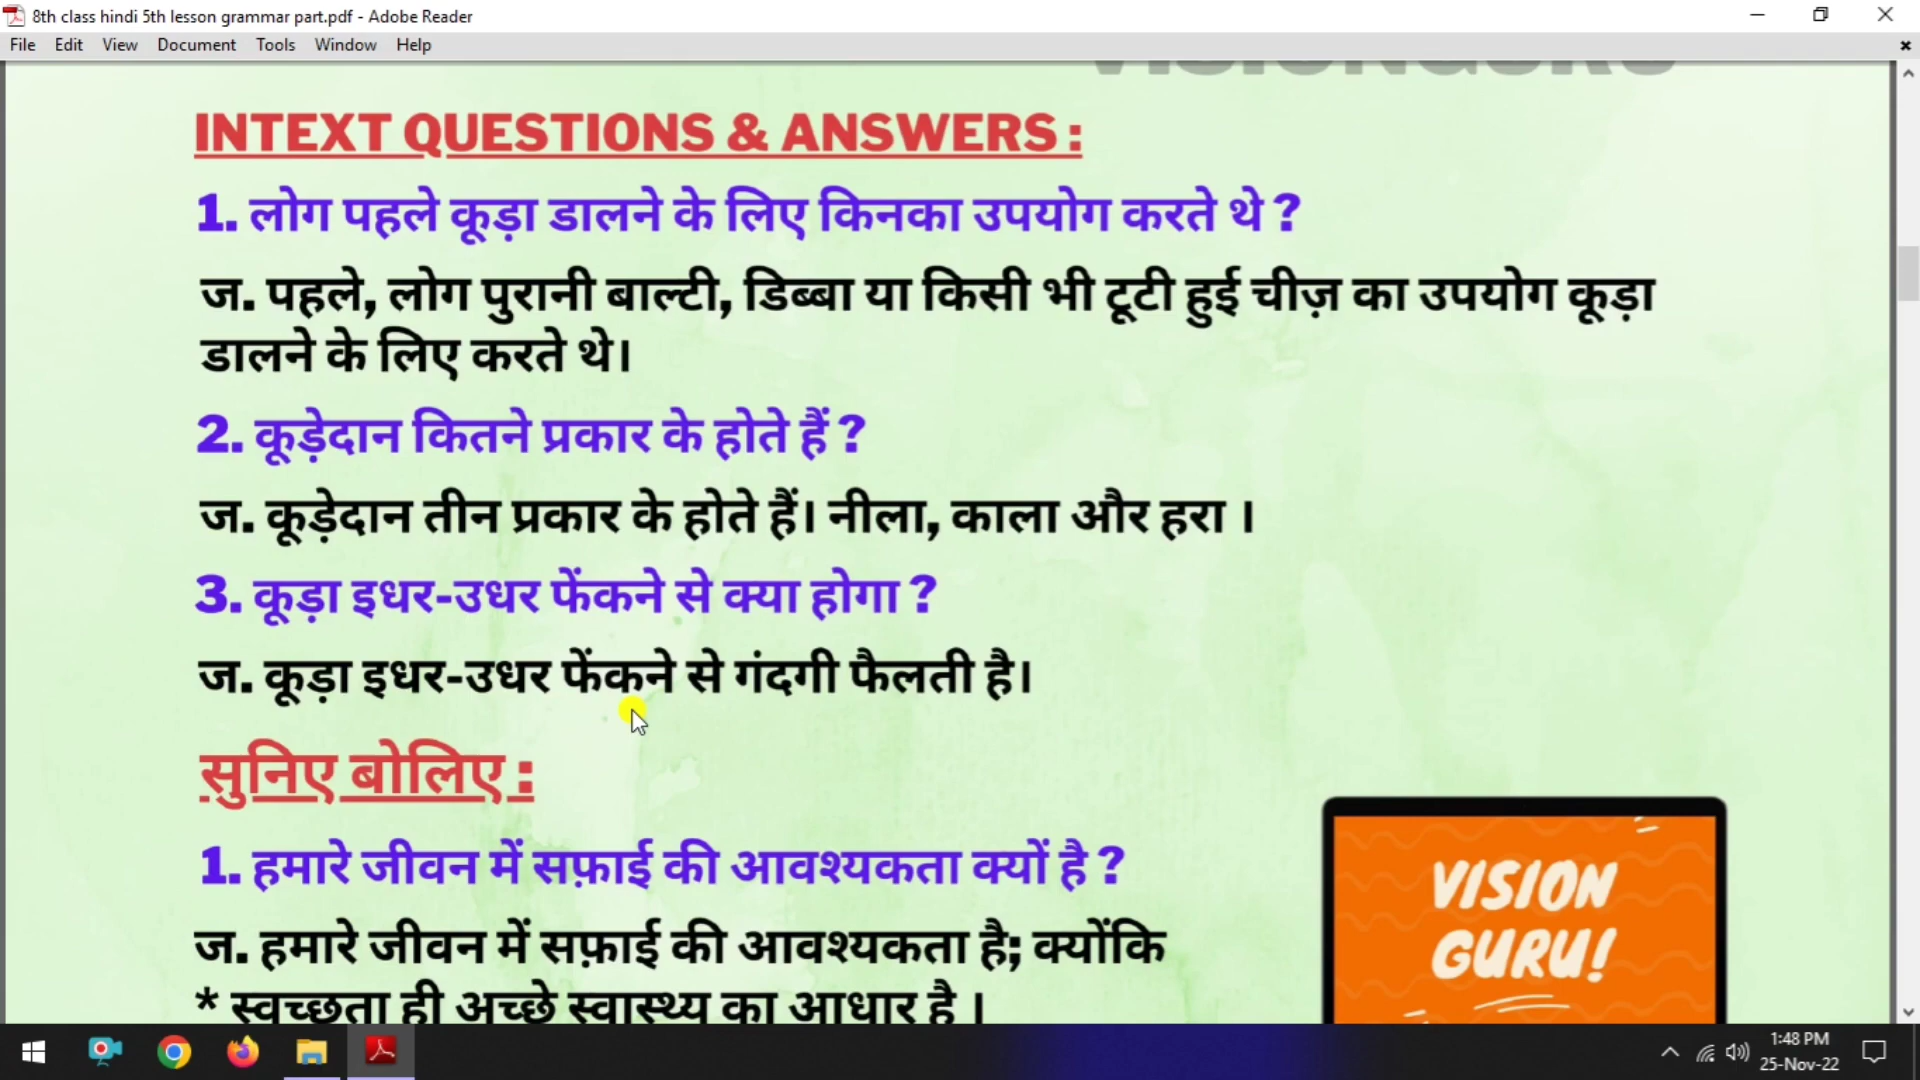 8th class hindi 5th lesson grammar part.pdf - Adobe Reader
File Edit View Document Tools Window Help
INTEXT QUESTIONS & ANSWERS :
1. लोग पहले कूड़ा डालने के लिए किनका उपयोग करते थे ?
ज. पहले, लोग पुरानी बाल्टी, डिब्बा या किसी भी टूटी हुई चीज़ का उपयोग कूड़ा
डालने के लिए करते थे।
2. कूड़ेदान कितने प्रकार के होते हैं ?
ज. कूड़ेदान तीन प्रकार के होते हैं। नीला, काला और हरा ।
3. कूड़ा इधर-उधर फेंकने से क्या होगा ?
ज. कूड़ा इधर-उधर फेंकने से गंदगी फैलती है।
सुनिए बोलिए :
1. हमारे जीवन में सफ़ाई की आवश्यकता क्यों है ?
ज. हमारे जीवन में सफ़ाई की आवश्यकता है; क्योंकि
* स्वच्छता ही अच्छे स्वास्थ्य का आधार है ।
VISION
GURU!
1:48 PM
25-Nov-22